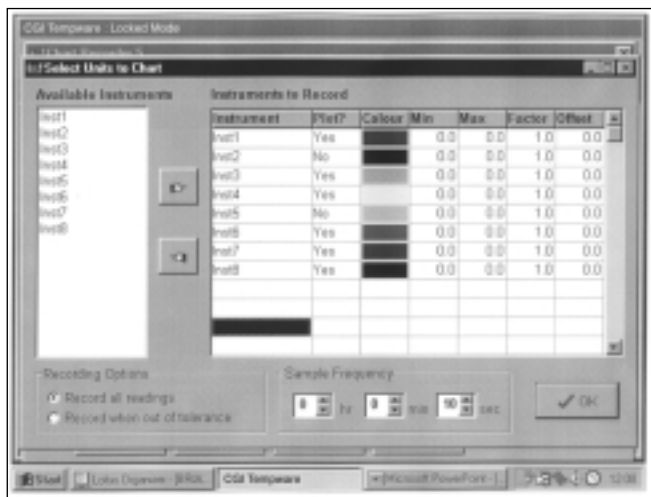 CGI Tempware : Locked Mode
Select Units to Chart
Available Instruments
Inst1
Inst2
Inst3
Inst4
Inst5
Inst6
Inst7
Inst8
Instruments to Record
Instrument Plot? Colour Min Max Factor Offset
Inst1 Yes 0.0 0.0 1.0 0.0
Inst2 No 0.0 0.0 1.0 0.0
Inst3 Yes 0.0 0.0 1.0 0.0
Inst4 Yes 0.0 0.0 1.0 0.0
Inst5 No 0.0 0.0 1.0 0.0
Inst6 Yes 0.0 0.0 1.0 0.0
Inst7 Yes 0.0 0.0 1.0 0.0
Inst8 Yes 0.0 0.0 1.0 0.0
Recording Options
Record all readings
Record when out of tolerance
Sample Frequency
0 hr 0 min 10 sec
OK
Start Lotus Organizer CGI Tempware Microsoft PowerPoint 12:08